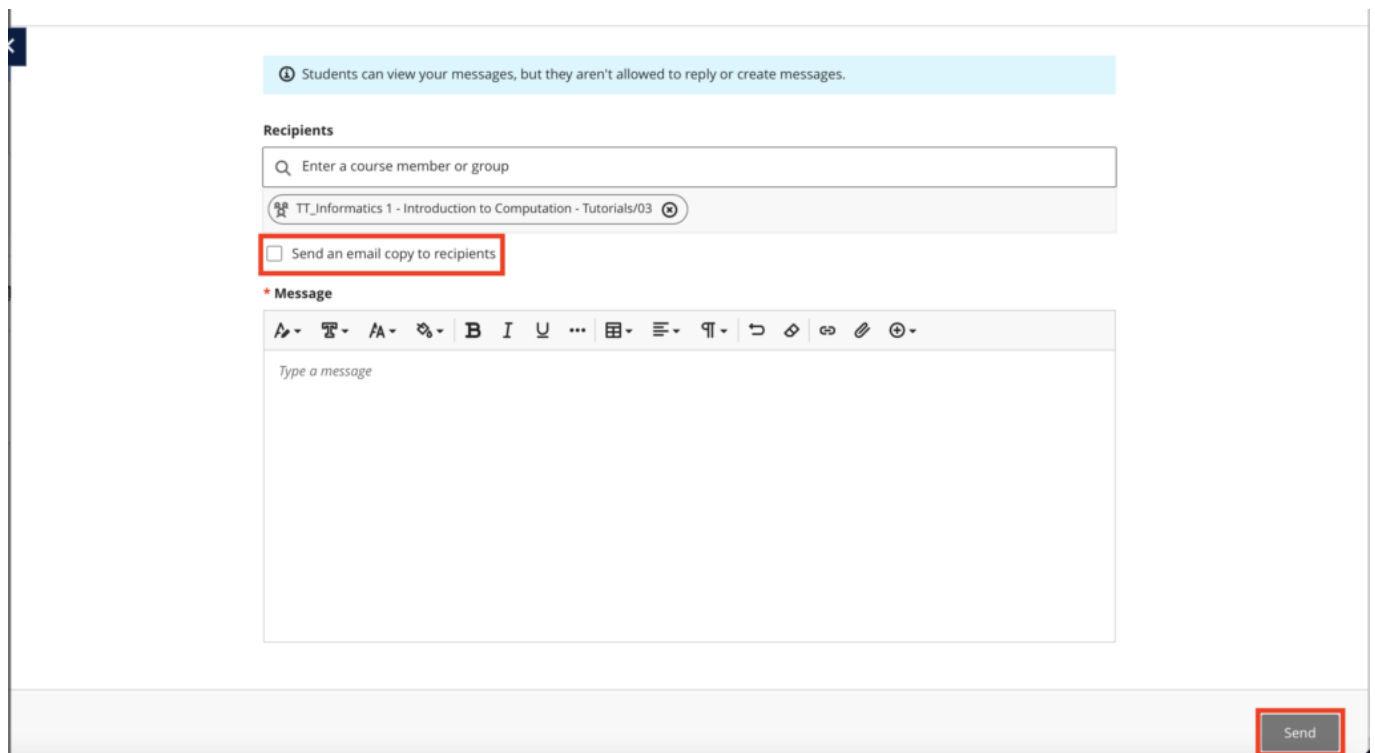 Students can view your messages, but they aren't allowed to reply or create messages.
Recipients
Enter a course member or group
TT_Informatics 1 - Introduction to Computation - Tutorials/03
Send an email copy to recipients
* Message
B I U
Type a message
Send